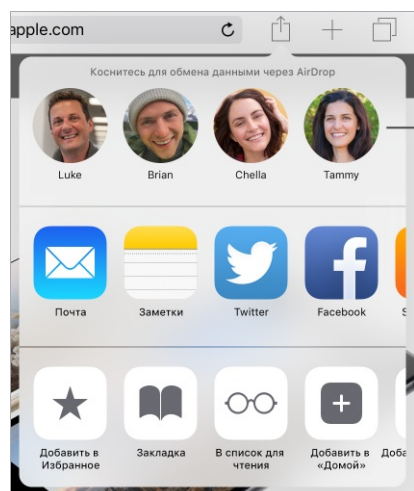 apple.com
Коснитесь для обмена данными через AirDrop
Luke Brian Chella Tammy
Почта Заметки Twitter Facebook S
Добавить в Закладка В список для Добавить в Доба
Избранное чтения «Домой»